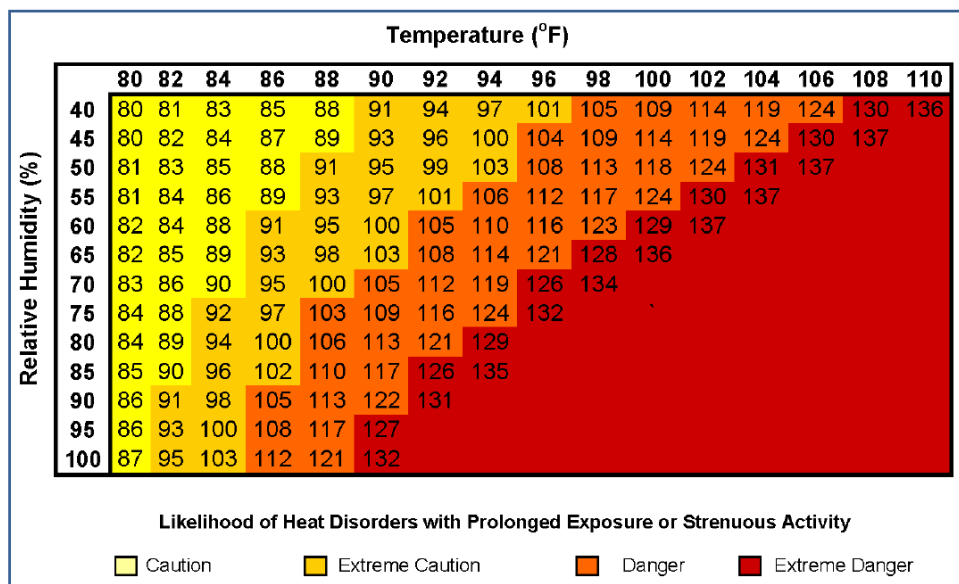 Temperature (°F)
80 82 84 86 88 90 92 94 96 98 100 102 104 106 108 110
Relative Humidity (%)
40 80 81 83 85 88 91 94 97 101 105 109 114 119 124 130 136
45 80 82 84 87 89 93 96 100 104 109 114 119 124 130 137
50 81 83 85 88 91 95 99 103 108 113 118 124 131 137
55 81 84 86 89 93 97 101 106 112 117 124 130 137
60 82 84 88 91 95 100 105 110 116 123 129 137
65 82 85 89 93 98 103 108 114 121 128 136
70 83 86 90 95 100 105 112 119 126 134
75 84 88 92 97 103 109 116 124 132
80 84 89 94 100 106 113 121 129
85 85 90 96 102 110 117 126 135
90 86 91 98 105 113 122 131
95 86 93 100 108 117 127
100 87 95 103 112 121 132
Likelihood of Heat Disorders with Prolonged Exposure or Strenuous Activity
Caution Extreme Caution Danger Extreme Danger